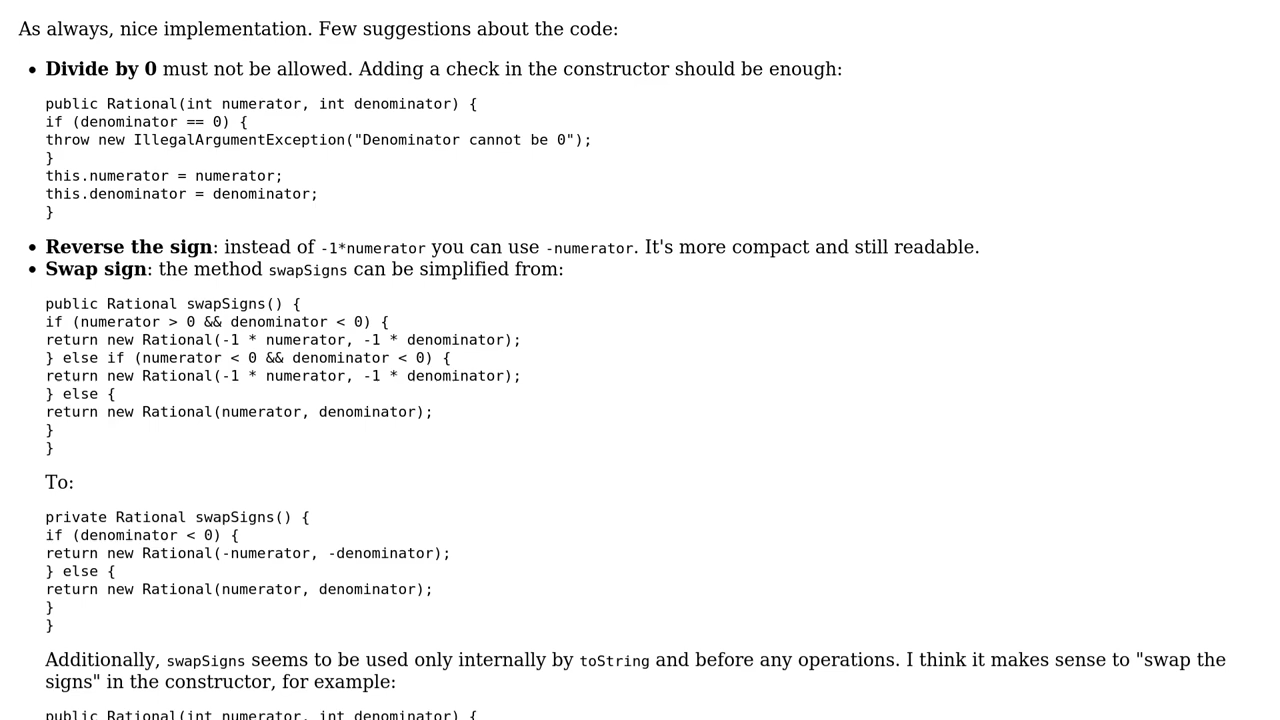 As always, nice implementation. Few suggestions about the code:
• Divide by 0 must not be allowed. Adding a check in the constructor should be enough:
public Rational(int numerator, int denominator) {
if (denominator == 0) {
throw new IllegalArgumentException("Denominator cannot be 0");
}
this.numerator = numerator;
this.denominator = denominator;
}
• Reverse the sign: instead of -1*numerator you can use -numerator. It's more compact and still readable.
• Swap sign: the method swapSigns can be simplified from:
public Rational swapSigns() {
if (numerator > 0 && denominator < 0) {
return new Rational(-1 * numerator, -1 * denominator);
} else if (numerator < 0 && denominator < 0) {
return new Rational(-1 * numerator, -1 * denominator);
} else {
return new Rational(numerator, denominator);
}
}
To:
private Rational swapSigns() {
if (denominator < 0) {
return new Rational(-numerator, -denominator);
} else {
return new Rational(numerator, denominator);
}
}
Additionally, swapSigns seems to be used only internally by toString and before any operations. I think it makes sense to "swap the
signs" in the constructor, for example:
public Rational(int numerator, int denominator) {